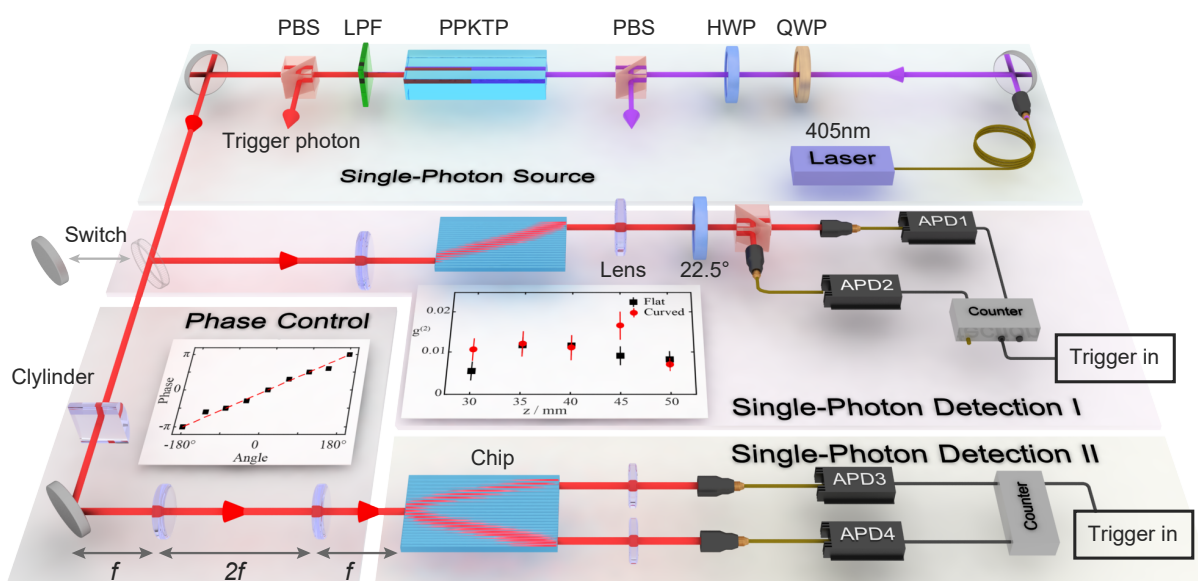 PBS
LPF
PPKTP
PBS
HWP
QWP
Trigger photon
405nm
Laser
Single-Photon Source
Switch
Lens
22.5°
APD1
APD2
Counter
Trigger in
Phase Control
Clylinder
Phase
π
0
-π
-180°
0
180°
Angle
g(2)
0.02
0.01
0
Flat
Curved
30
35
40
45
50
z / mm
Single-Photon Detection I
Single-Photon Detection II
Chip
APD3
APD4
Counter
Trigger in
f
2f
f